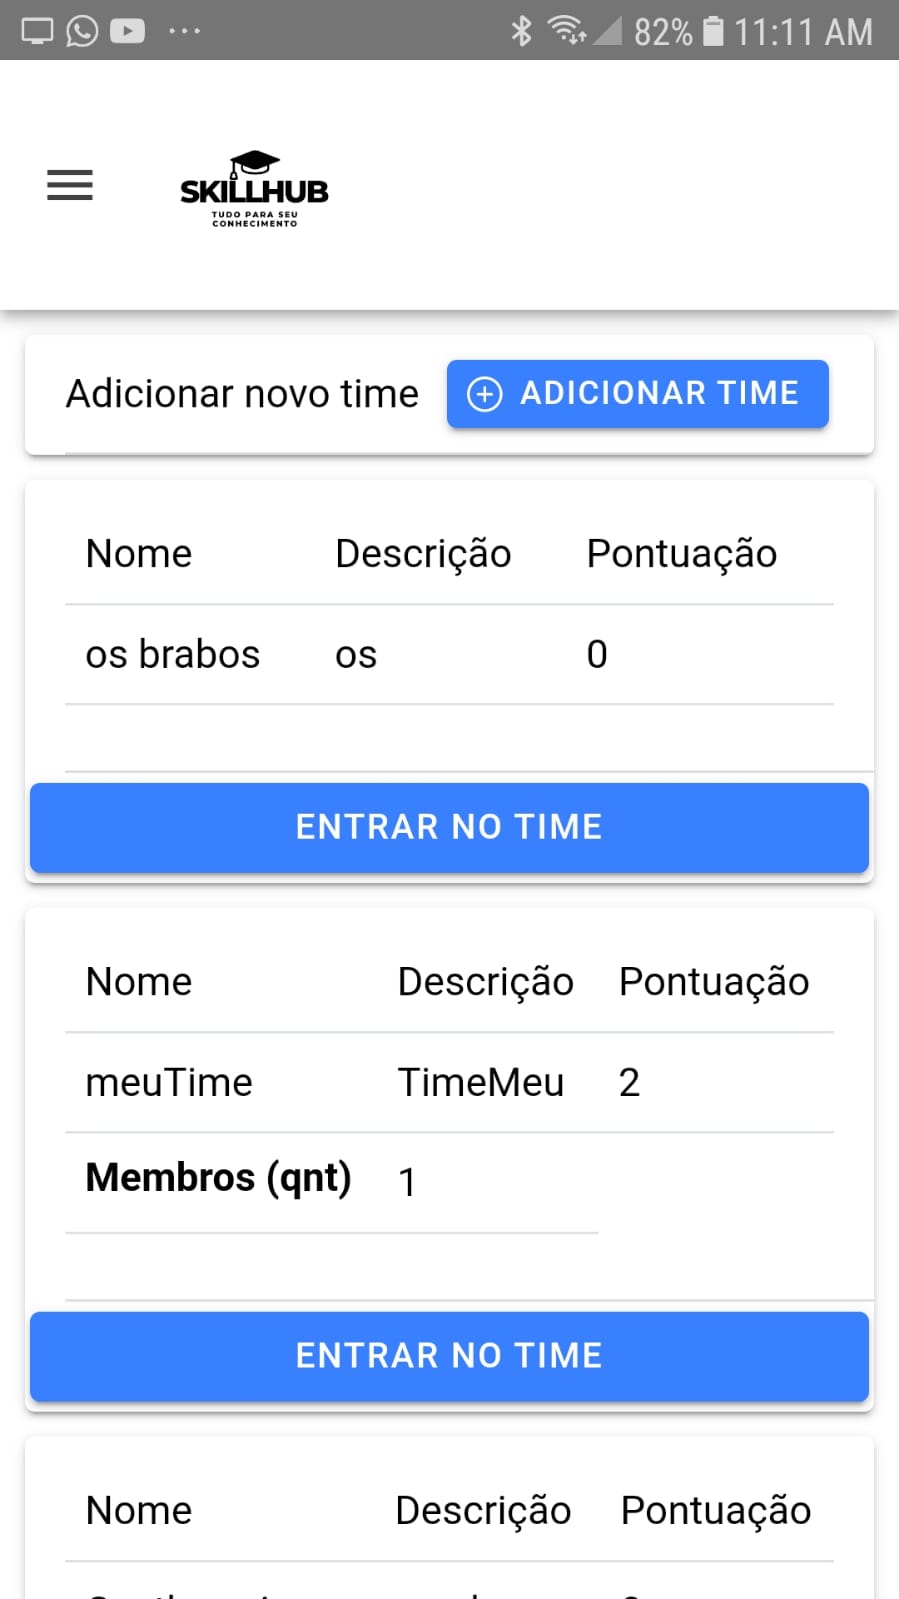 82% 11:11 AM
SKILLHUB
TUDO PARA SEU
CONHECIMENTO
Adicionar novo time ADICIONAR TIME
Nome Descrição Pontuação
os brabos os 0
ENTRAR NO TIME
Nome Descrição Pontuação
meuTime TimeMeu 2
Membros (qnt) 1
ENTRAR NO TIME
Nome Descrição Pontuação